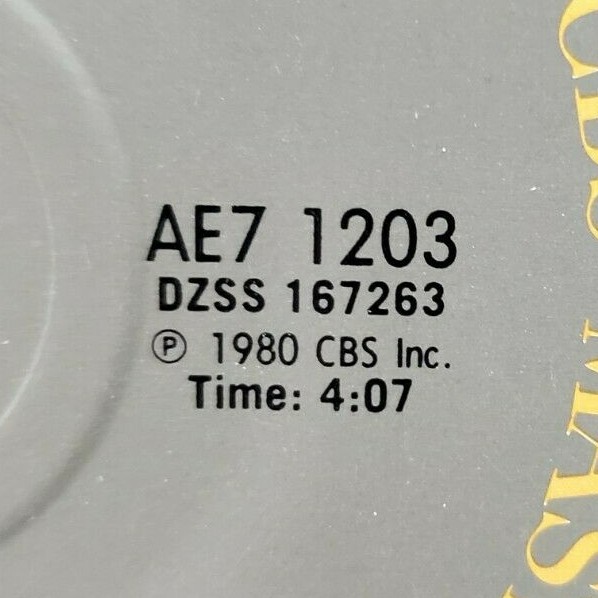 AE7 1203
DZSS 167263
Ⓟ 1980 CBS Inc.
Time: 4:07